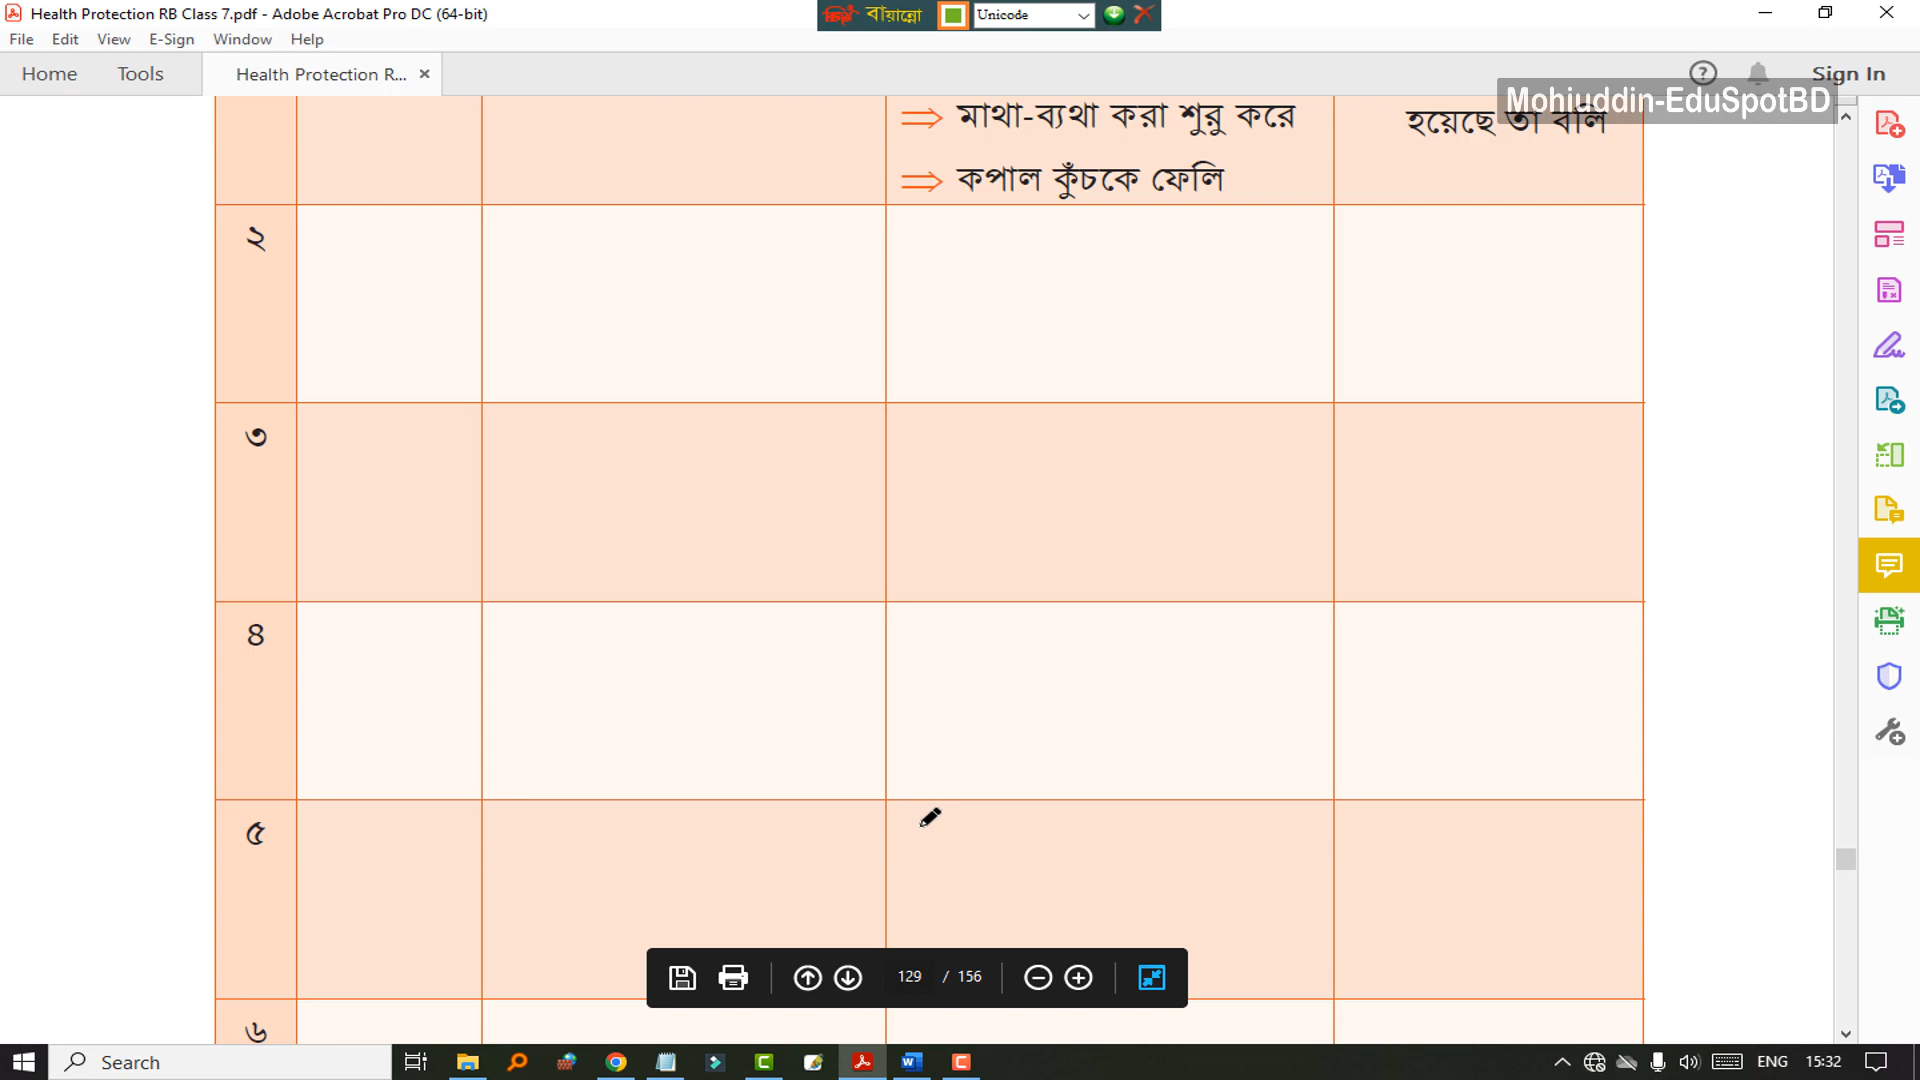 Health Protection RB Class 7.pdf - Adobe Acrobat Pro DC (64-bit)
বায়ান্নো
Unicode
File Edit View E-Sign Window Help
Home Tools Health Protection R... Sign In
Mohiuddin-EduSpotBD
মাথা-ব্যথা করা শুরু করে
হয়েছে তা বলি
কপাল কুঁচকে ফেলি
২
৩
৪
৫
129 / 156
৬
Search
ENG 15:32